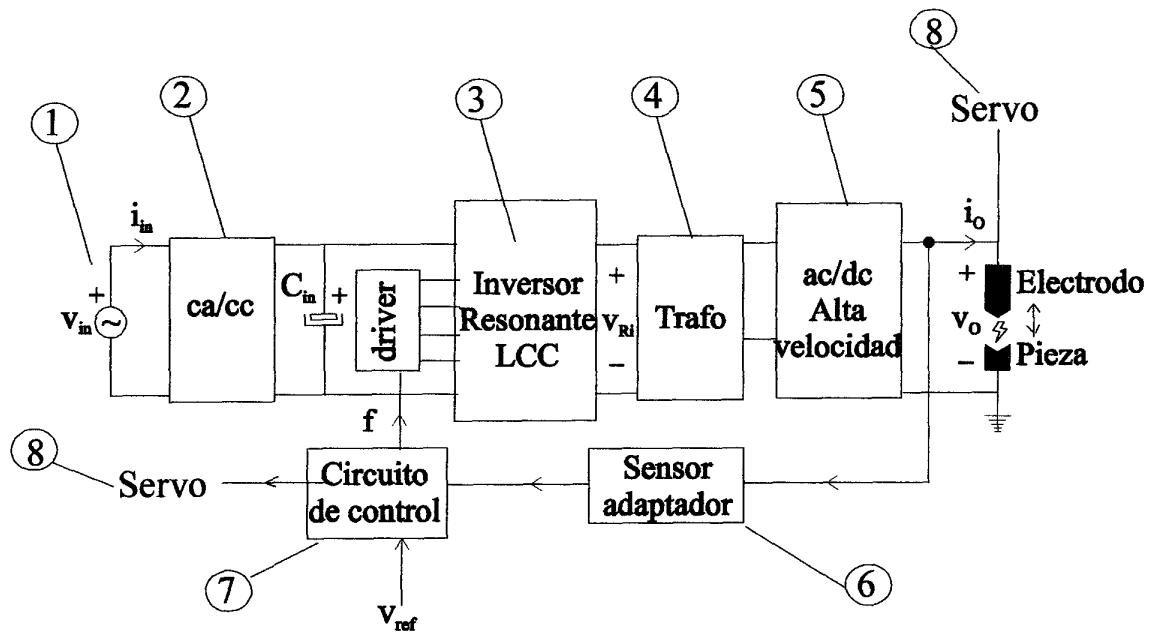 8
Servo
1
2
3
4
5
i_in
+
v_in
~
ca/cc
C_in +
driver
Inversor
Resonante
LCC
+
v_Ri
−
Trafo
ac/dc
Alta
velocidad
i_o
+
v_o
−
Electrodo
Pieza
f
8
Servo
Circuito
de control
Sensor
adaptador
7
6
v_ref